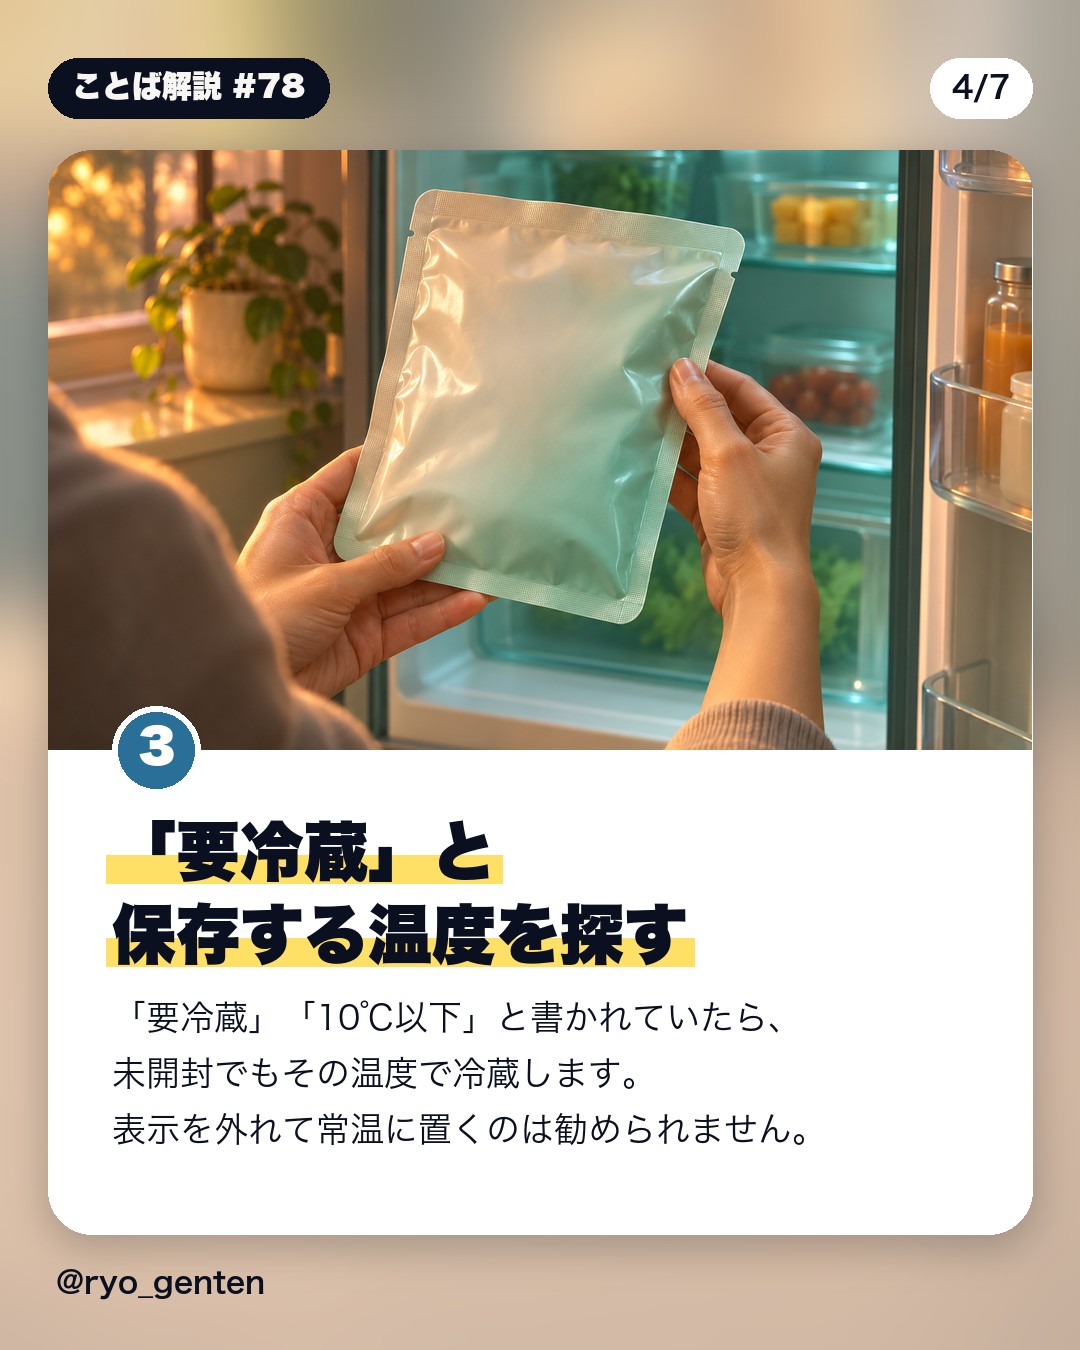 ことば解説 #78
4/7
3
「要冷蔵」と
保存する温度を探す
「要冷蔵」「10℃以下」と書かれていたら、
未開封でもその温度で冷蔵します。
表示を外れて常温に置くのは勧められません。
@ryo_genten